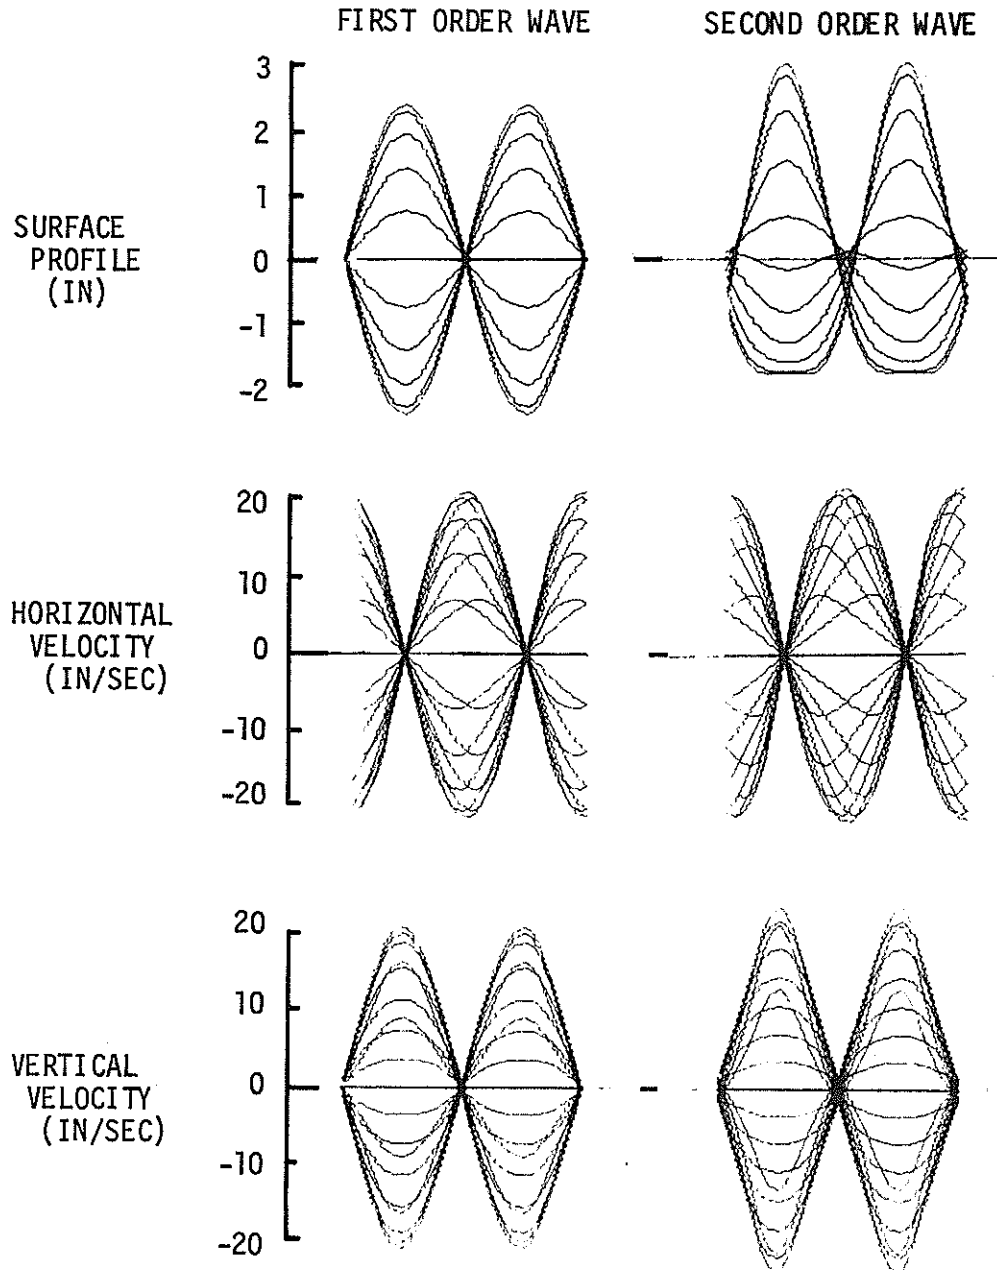 FIRST ORDER WAVE
SECOND ORDER WAVE
SURFACE
PROFILE
(IN)
3
2
1
0
-1
-2
HORIZONTAL
VELOCITY
(IN/SEC)
20
10
0
-10
-20
VERTICAL
VELOCITY
(IN/SEC)
20
10
0
-10
-20